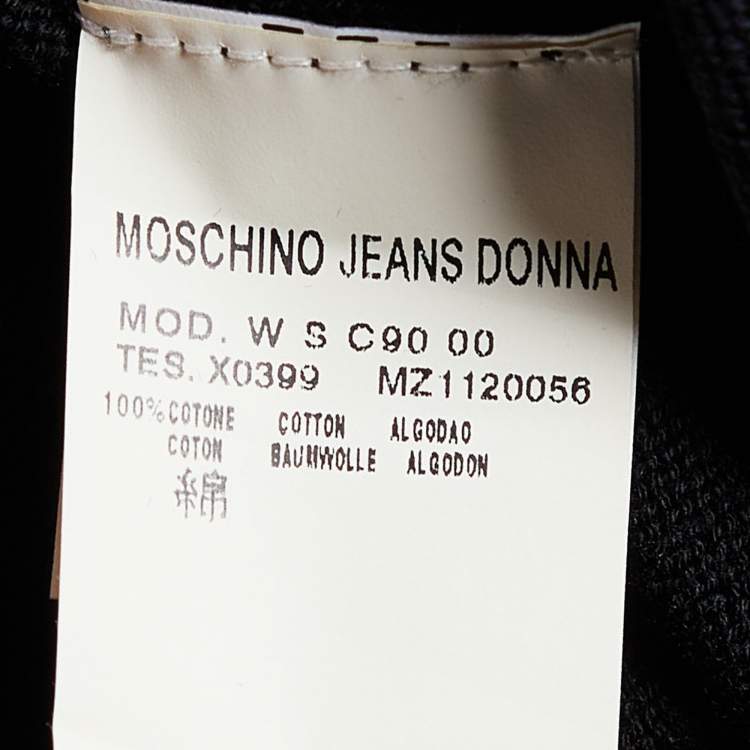 MOSCHINO JEANS DONNA
MOD. W S C90 00
TES. X0399 MZ1120056
100%COTONE COTTON ALGODAO
COTON BAUMWOLLE ALGODON
綿